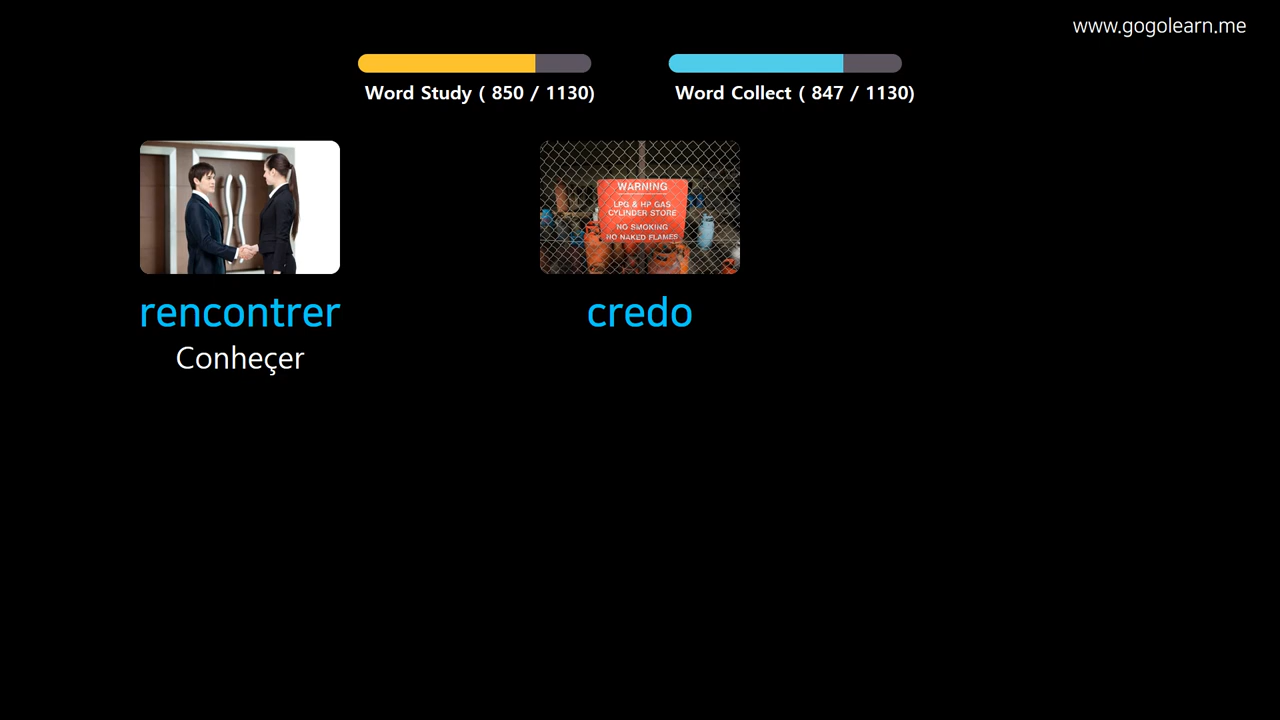 www.gogolearn.me
Word Study ( 850 / 1130)
Word Collect ( 847 / 1130)
WARNING
LPG & HP GAS
CYLINDER STORE
NO SMOKING
NO NAKED FLAMES
rencontrer
credo
Conheçer